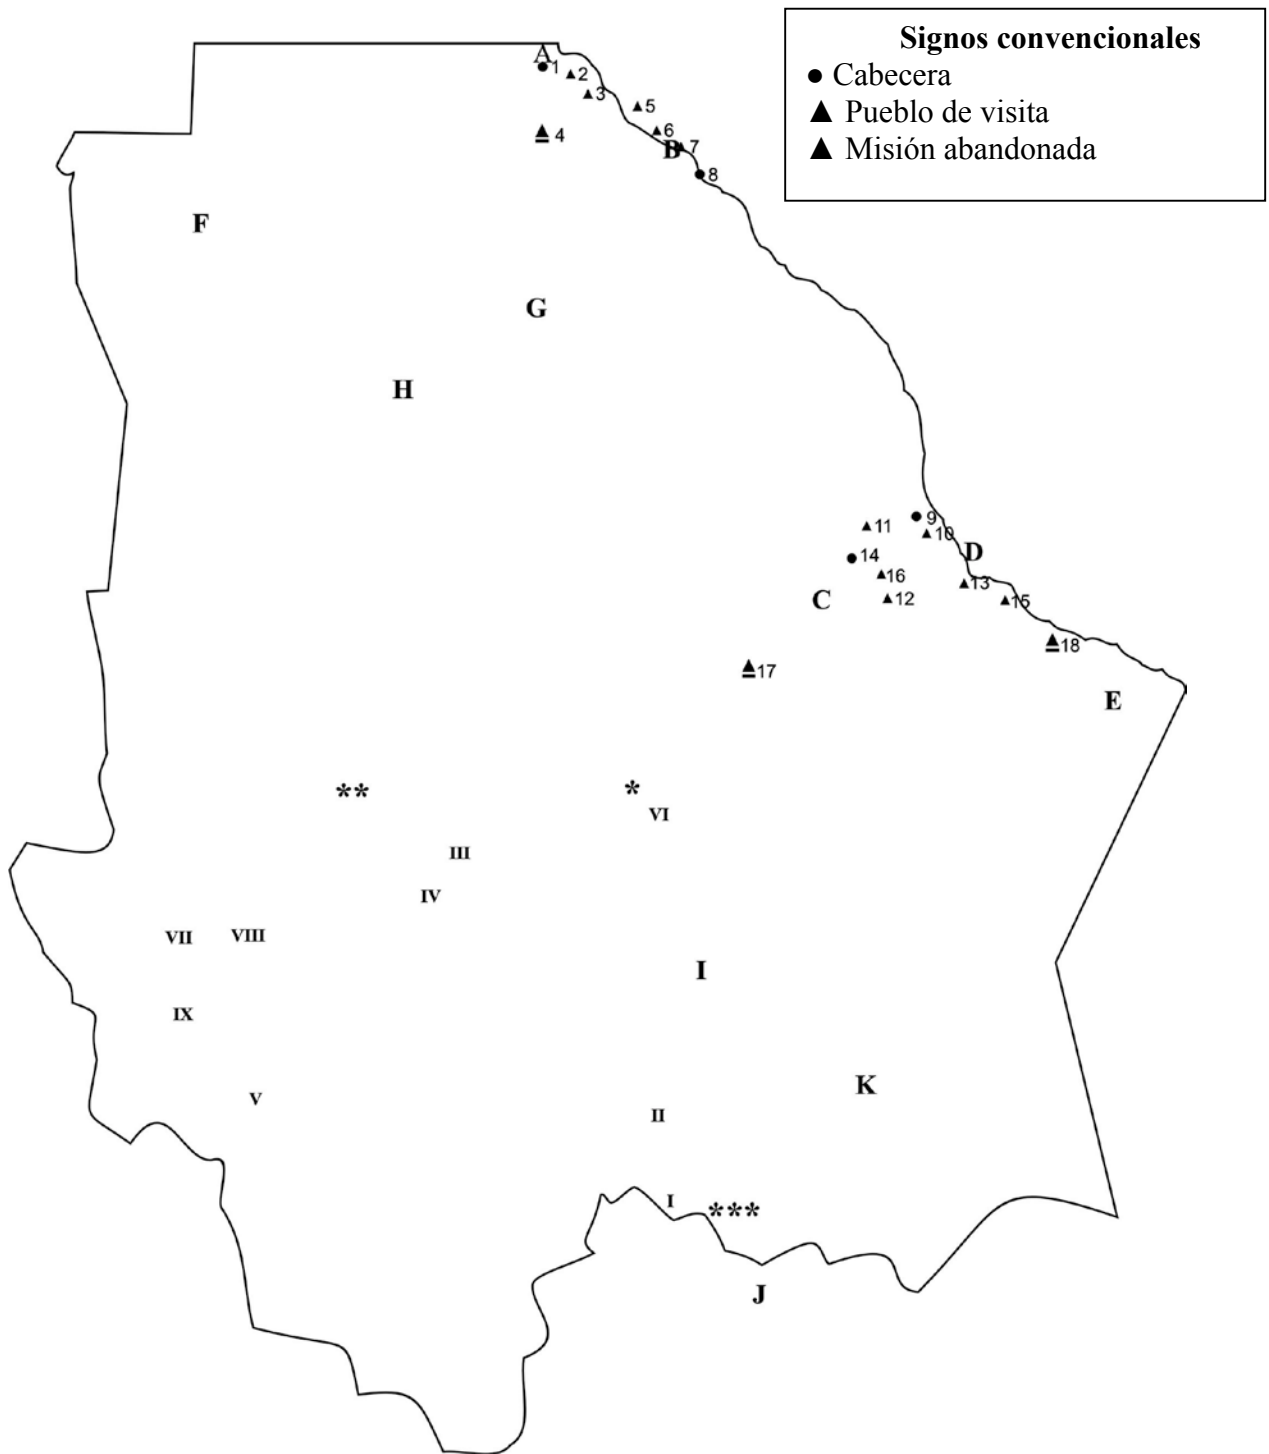 Signos convencionales
● Cabecera
▲ Pueblo de visita
▲ Misión abandonada
A
1
2
3
5
4
6
7
B
8
F
G
H
9
11
10
D
14
16
13
C
12
15
18
17
E
**
*
VI
III
IV
VII
VIII
I
IX
K
V
II
I
***
J